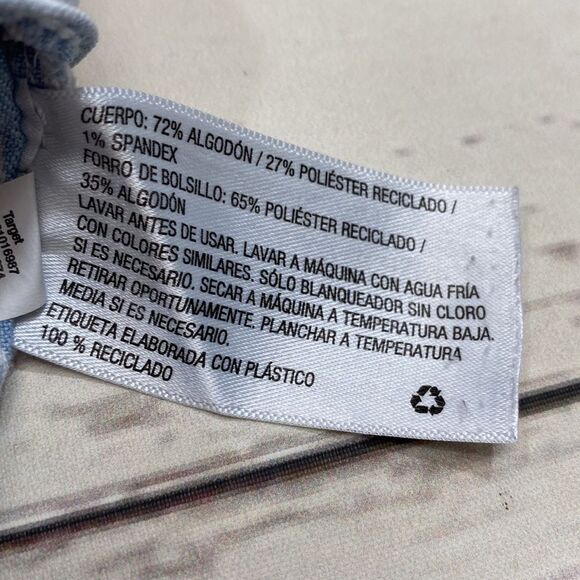 CUERPO: 72% ALGODÓN / 27% POLIÉSTER RECICLADO /
1% SPANDEX
FORRO DE BOLSILLO: 65% POLIÉSTER RECICLADO /
35% ALGODÓN
LAVAR ANTES DE USAR. LAVAR A MÁQUINA CON AGUA FRÍA
CON COLORES SIMILARES. SÓLO BLANQUEADOR SIN CLORO
SI ES NECESARIO. SECAR A MÁQUINA A TEMPERATURA BAJA.
RETIRAR OPORTUNAMENTE. PLANCHAR A TEMPERATURA
MEDIA SI ES NECESARIO.
ETIQUETA ELABORADA CON PLÁSTICO
100 % RECICLADO
Target